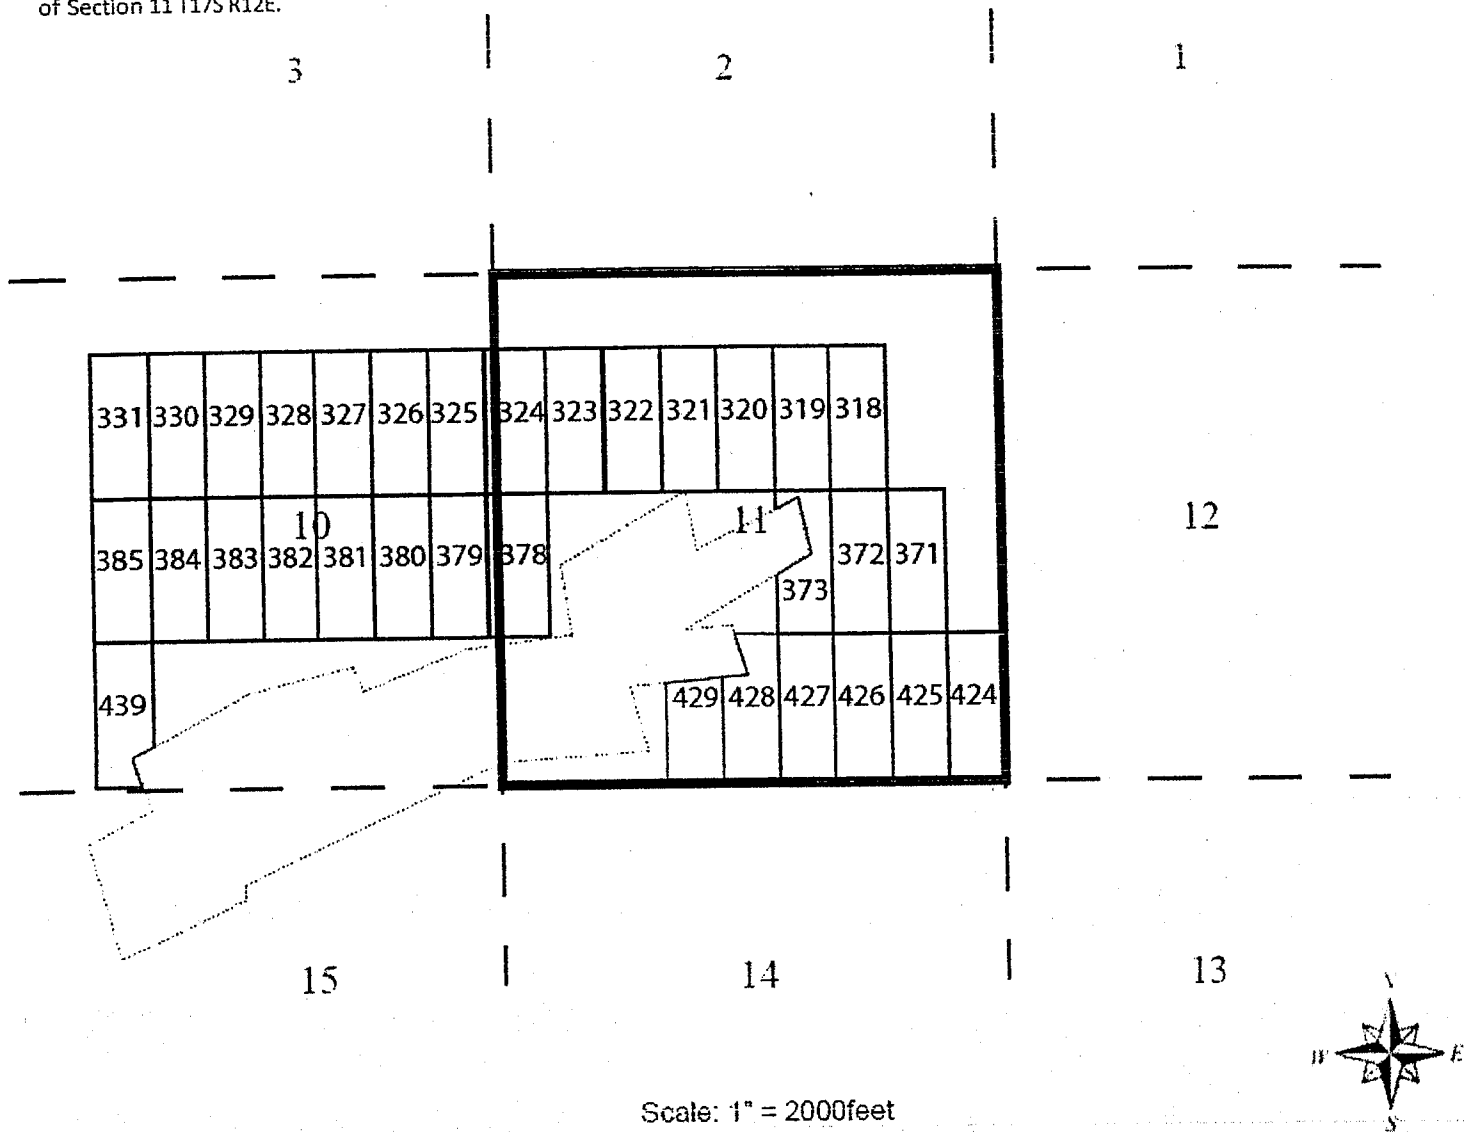 of Section 11 T17S R12E.
3 2 1
331 330 329 328 327 326 325 324 323 322 321 320 319 318
10 11 12
385 384 383 382 381 380 379 378 372 371
373
439 429 428 427 426 425 424
15 14 13
W E
S
Scale: 1" = 2000feet